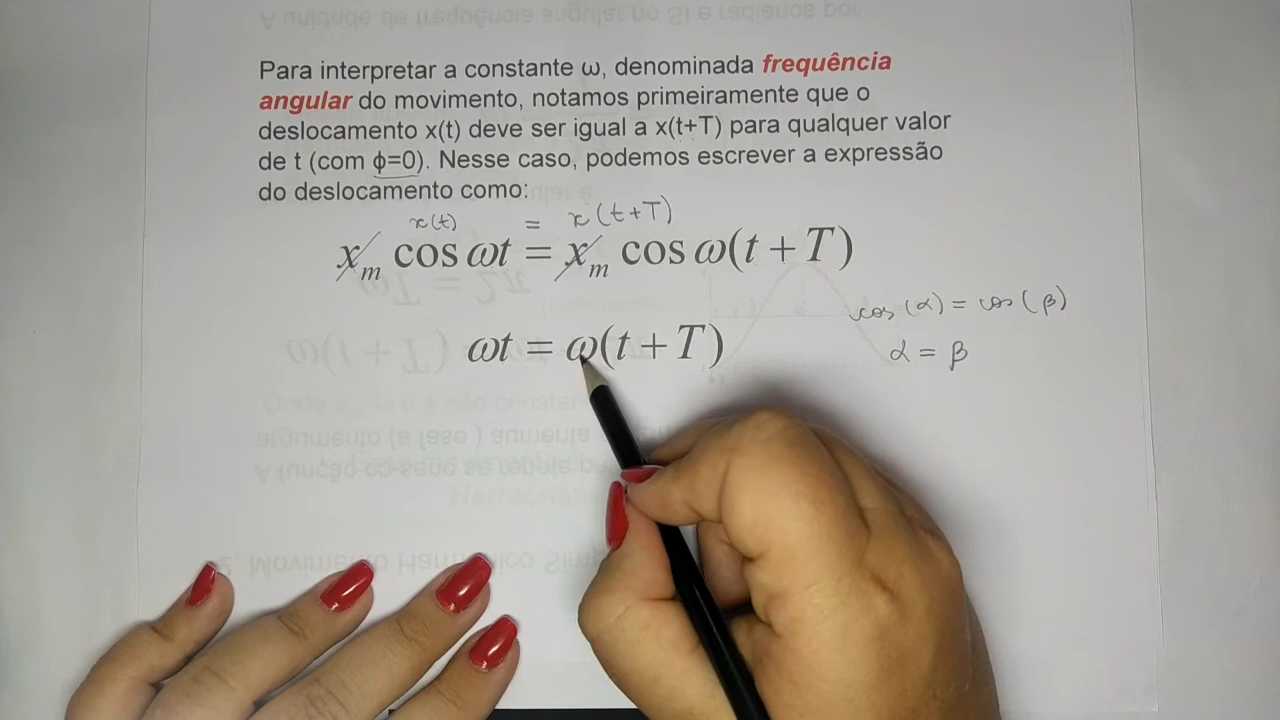 Para interpretar a constante ω, denominada frequência
angular do movimento, notamos primeiramente que o
deslocamento x(t) deve ser igual a x(t+T) para qualquer valor
de t (com ϕ=0). Nesse caso, podemos escrever a expressão
do deslocamento como:
x(t) = x(t+T)
xₘ cos ωt = xₘ cos ω(t + T)
cos(α) = cos(β)
ωt = ω(t + T)
α = β